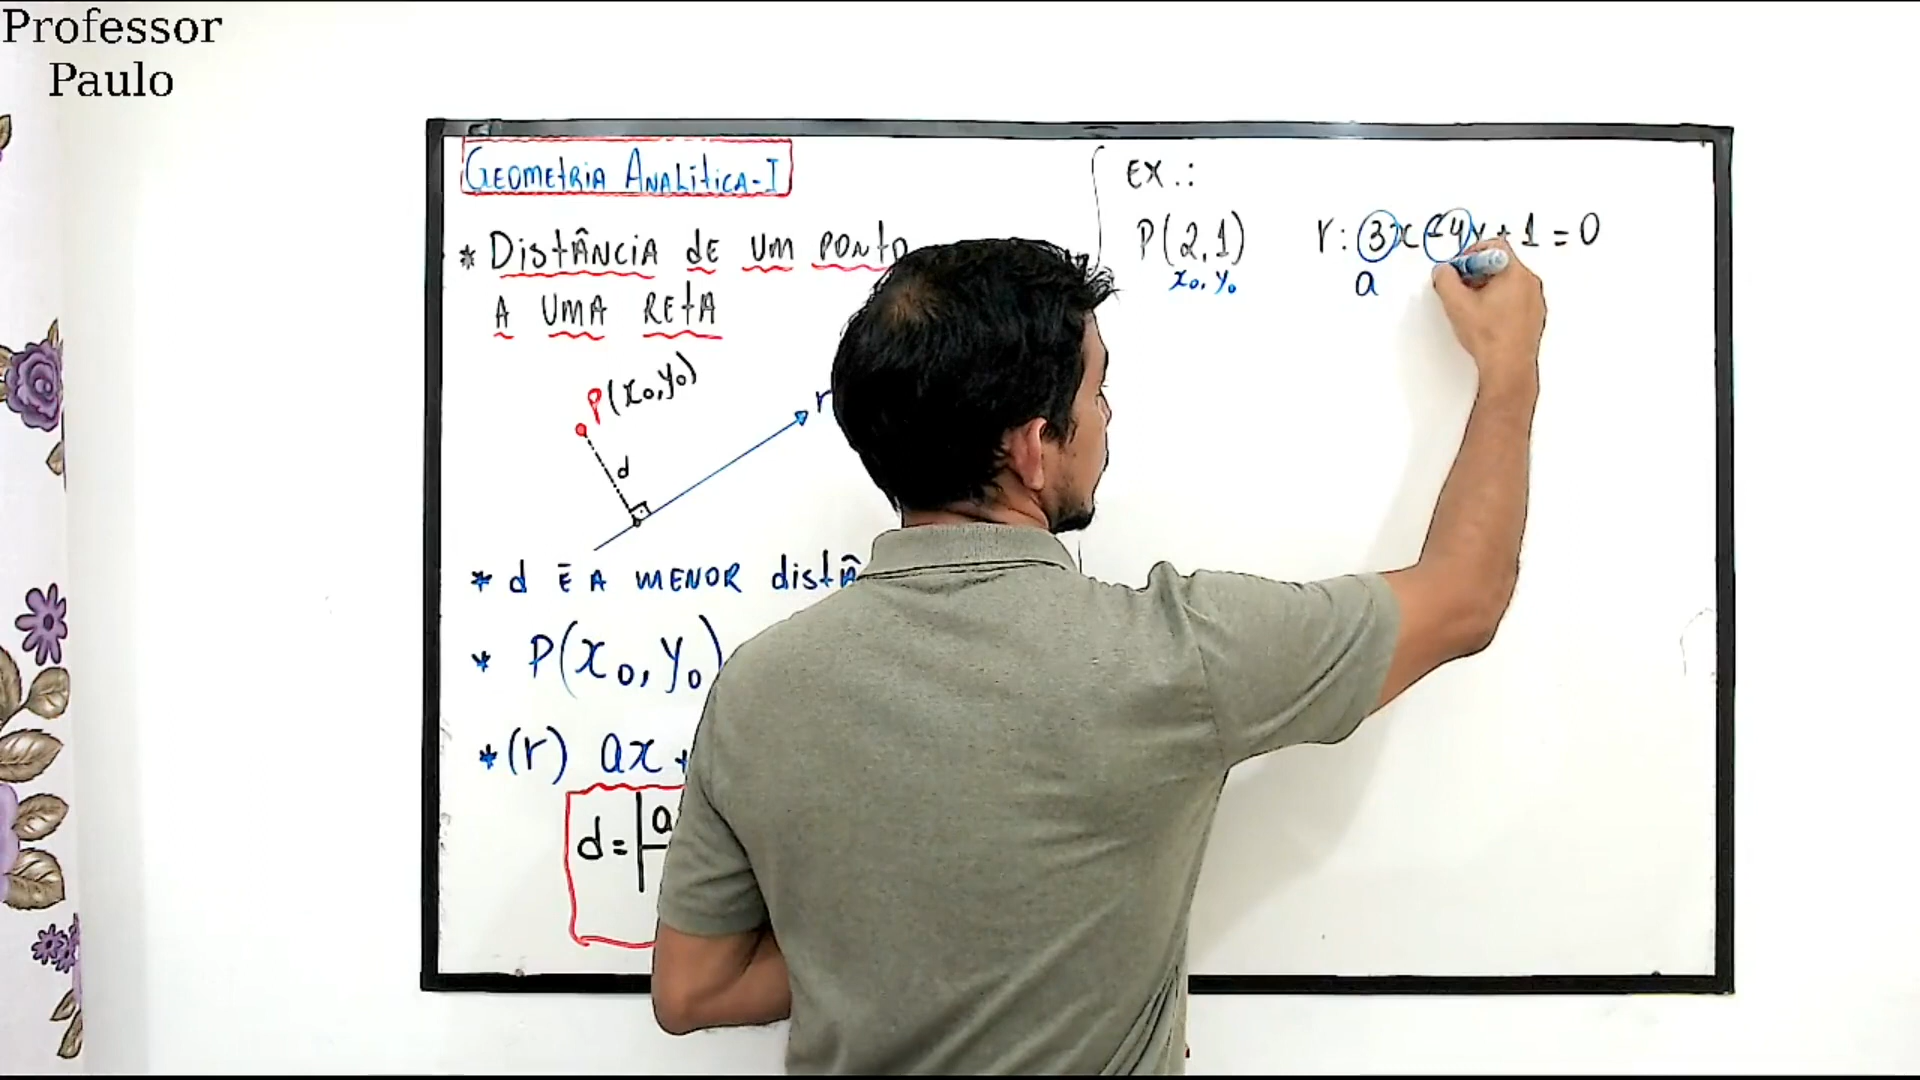 Professor
Paulo
GEOMETRIA ANALÍTICA-I
* DISTÂNCIA DE UM PONTO
A UMA RETA
P(x₀,y₀)
r
d
* d É A MENOR
* P(x₀,y₀)
*(r) ax +
d = |a
EX.:
P(2,1) r: 3x - 4y + 1 = 0
x₀, y₀ a